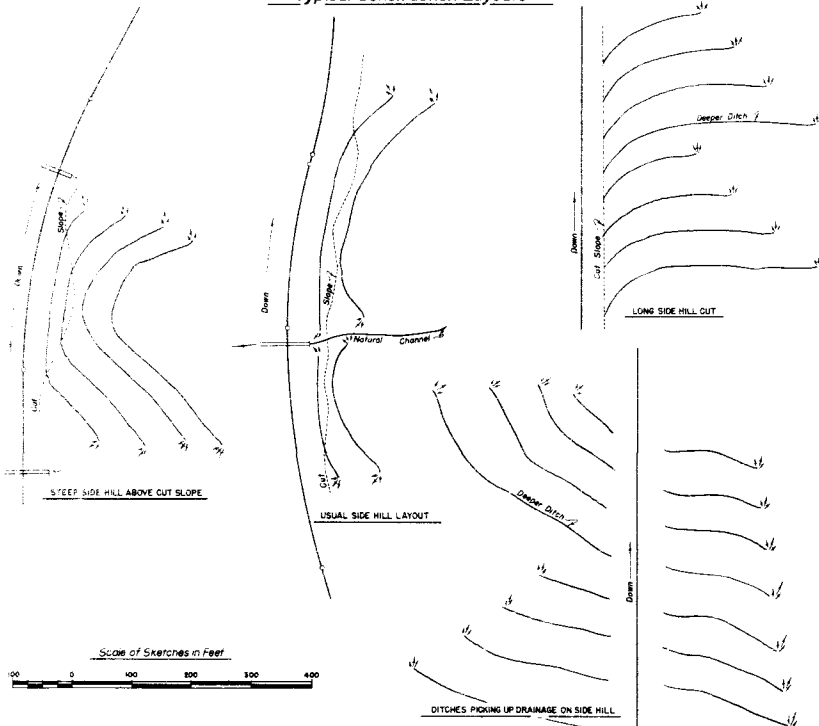 Typical Construction Layouts
Down
Slope
Cut
STEEP SIDE HILL ABOVE CUT SLOPE
Down
Slope
Natural Channel
Cut
USUAL SIDE HILL LAYOUT
Deeper Ditch
Down
Cut Slope
LONG SIDE HILL CUT
Deeper Ditch
Down
DITCHES PICKING UP DRAINAGE ON SIDE HILL
Scale of Sketches in Feet
100 0 100 200 300 400